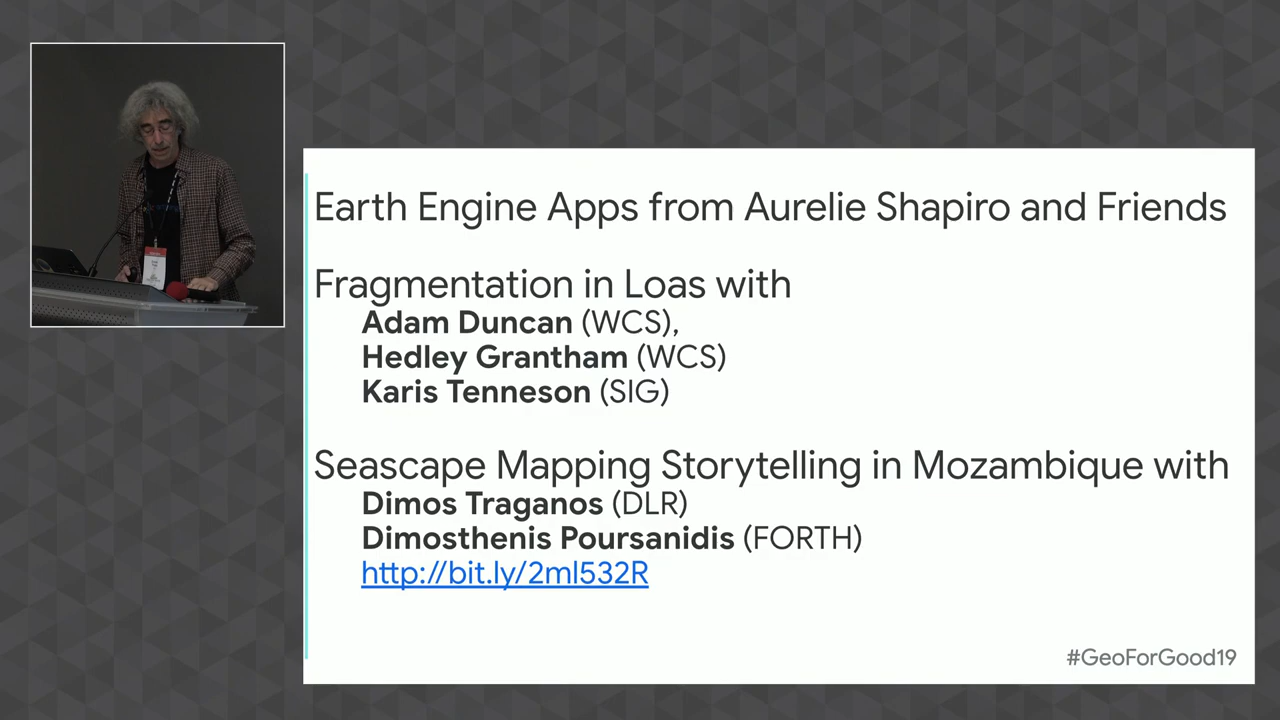 Earth Engine Apps from Aurelie Shapiro and Friends
Fragmentation in Loas with
Adam Duncan (WCS),
Hedley Grantham (WCS)
Karis Tenneson (SIG)
Seascape Mapping Storytelling in Mozambique with
Dimos Traganos (DLR)
Dimosthenis Poursanidis (FORTH)
http://bit.ly/2ml532R
#GeoForGood19